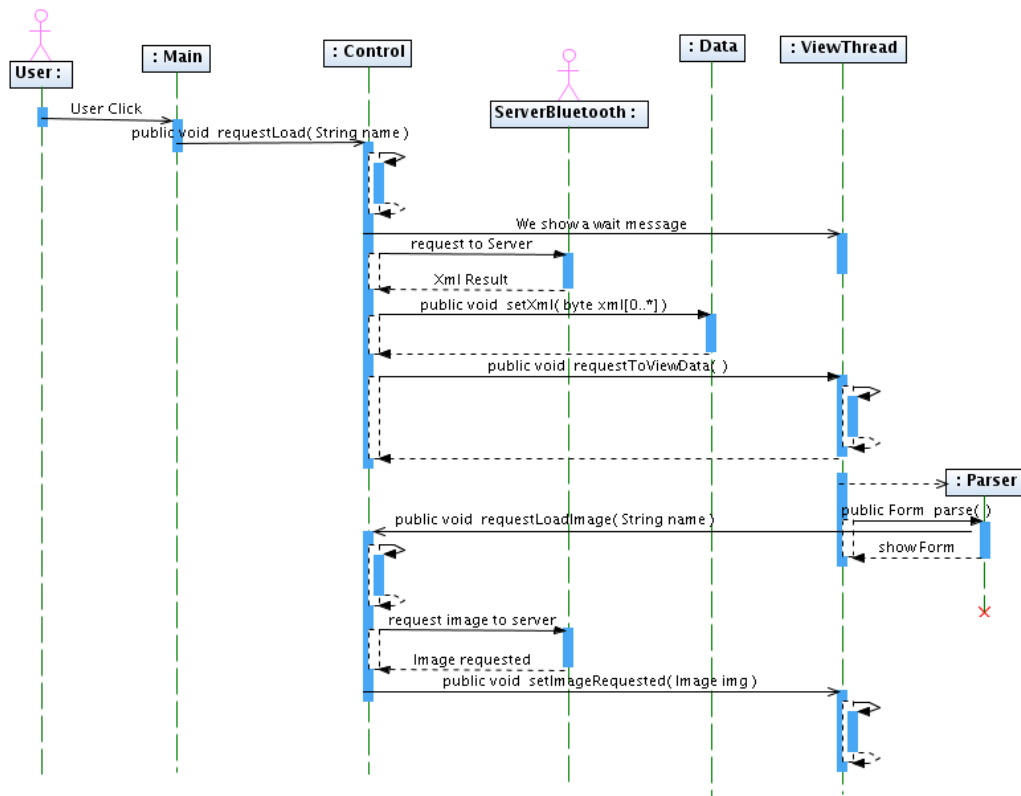 User :
: Main
: Control
ServerBluetooth :
: Data
: ViewThread
User Click
public void requestLoad( String name )
We show a wait message
request to Server
Xml Result
public void setXml( byte xml[0..*] )
public void requestToViewData( )
: Parser
public Form parse( )
public void requestLoadImage( String name )
showForm
request image to server
Image requested
public void setImageRequested( Image img )